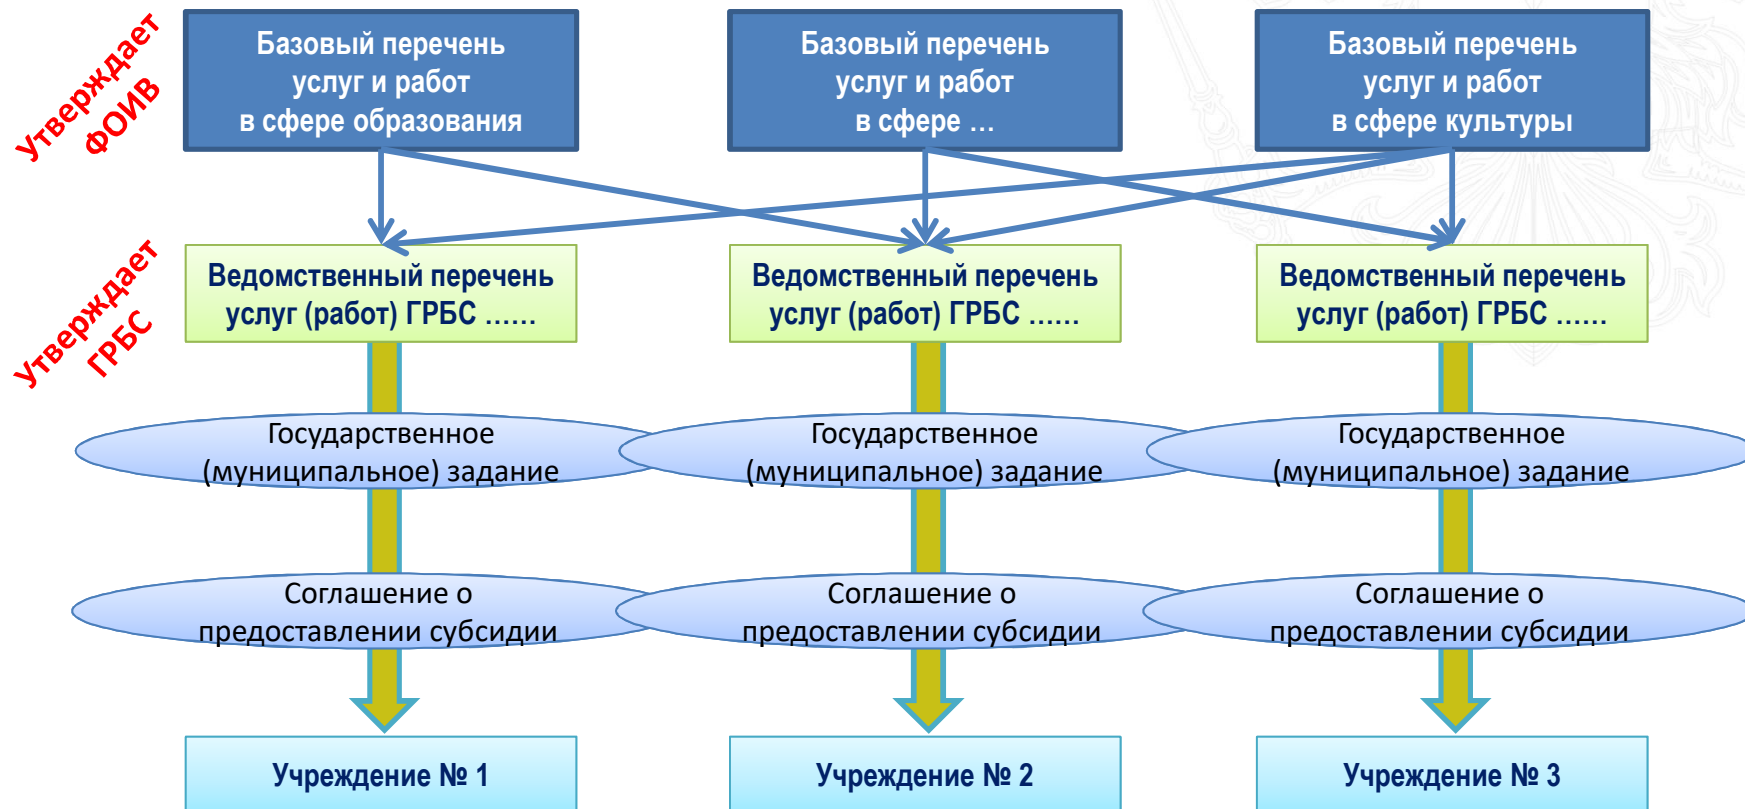 Утверждает
ФОИВ
Базовый перечень
услуг и работ
в сфере образования
Базовый перечень
услуг и работ
в сфере …
Базовый перечень
услуг и работ
в сфере культуры
Утверждает
ГРБС
Ведомственный перечень
услуг (работ) ГРБС ……
Ведомственный перечень
услуг (работ) ГРБС ……
Ведомственный перечень
услуг (работ) ГРБС ……
Государственное
(муниципальное) задание
Государственное
(муниципальное) задание
Государственное
(муниципальное) задание
Соглашение о
предоставлении субсидии
Соглашение о
предоставлении субсидии
Соглашение о
предоставлении субсидии
Учреждение № 1
Учреждение № 2
Учреждение № 3